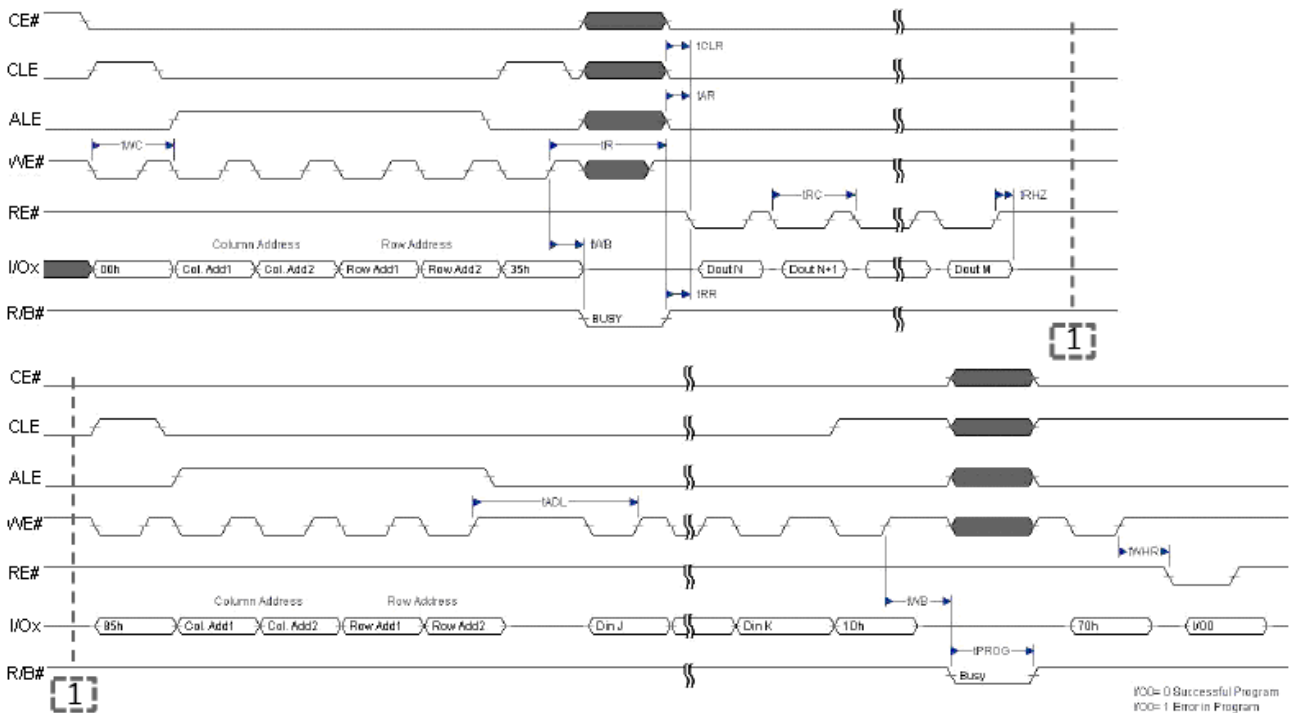 CE#
tCLR
CLE
tAR
ALE
tWC tR
WE#
tRC tRHZ
RE#
Column Address Row Address tWB
I/Ox 00h Col. Add1 Col. Add2 Row Add1 Row Add2 35h Dout N Dout N+1 Dout M
tRR
R/B# BUSY
1
CE#
CLE
ALE
tADL
WE#
tWHR
RE#
Column Address Row Address tWB
I/Ox 85h Col. Add1 Col. Add2 Row Add1 Row Add2 Din J Din K 10h 70h I/O0
tPROG
R/B# Busy
1
I/O0= 0 Successful Program
I/O0= 1 Error in Program